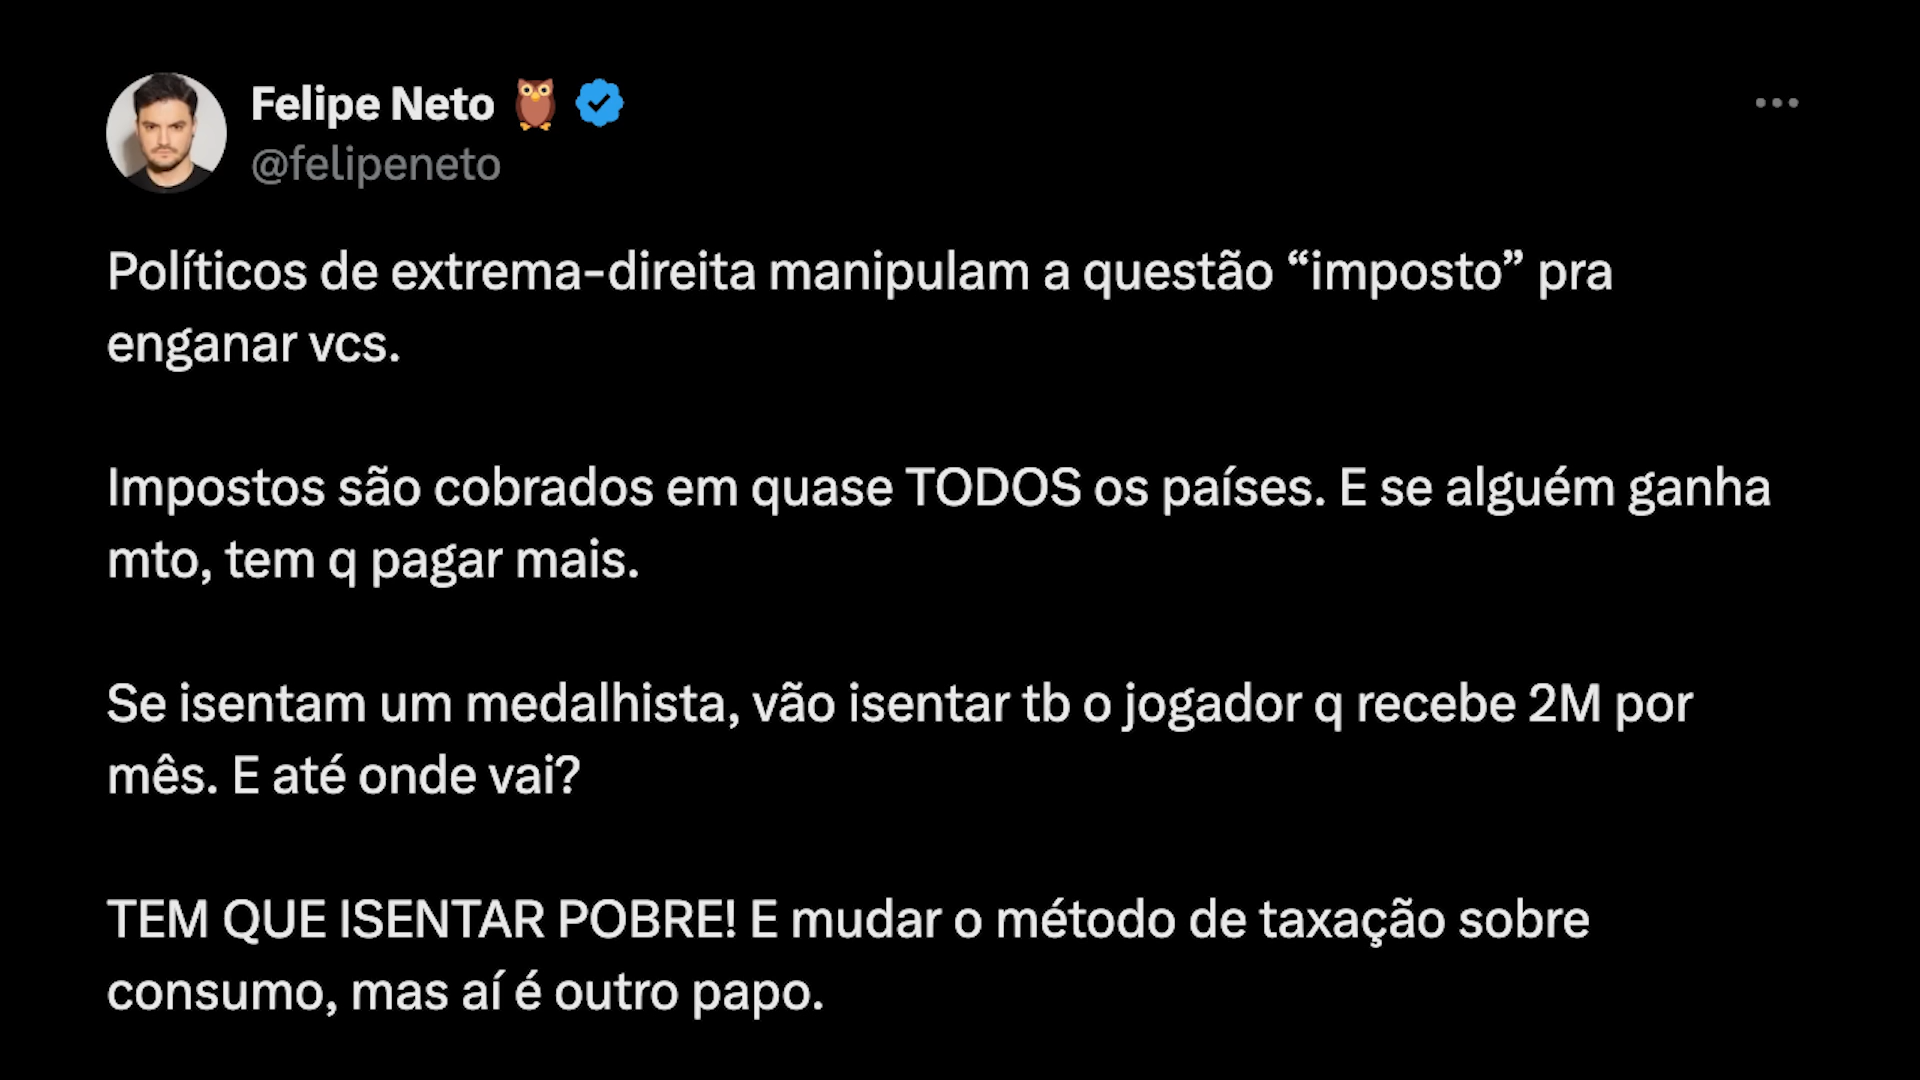 Felipe Neto 🦉
@felipeneto
Políticos de extrema-direita manipulam a questão “imposto” pra
enganar vcs.
Impostos são cobrados em quase TODOS os países. E se alguém ganha
mto, tem q pagar mais.
Se isentam um medalhista, vão isentar tb o jogador q recebe 2M por
mês. E até onde vai?
TEM QUE ISENTAR POBRE! E mudar o método de taxação sobre
consumo, mas aí é outro papo.